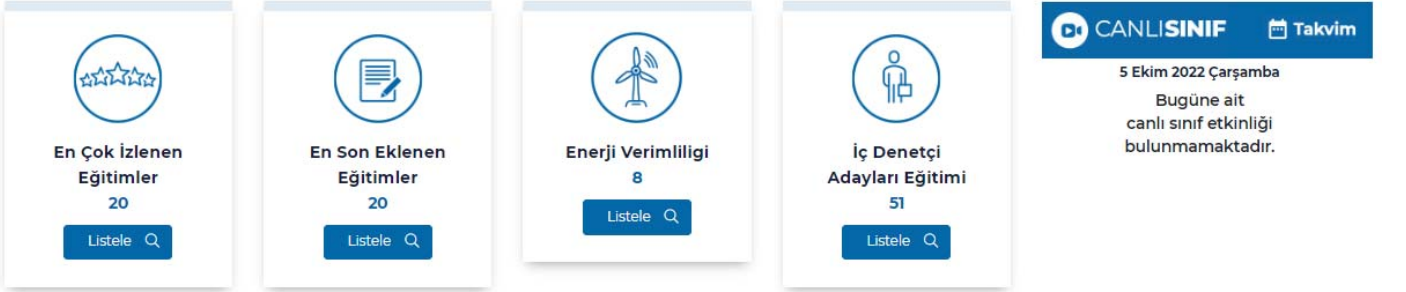 En Çok İzlenen
Eğitimler
20
Listele
En Son Eklenen
Eğitimler
20
Listele
Enerji Verimliligi
8
Listele
İç Denetçi
Adayları Eğitimi
51
Listele
CANLISINIF
Takvim
5 Ekim 2022 Çarşamba
Bugüne ait
canlı sınıf etkinliği
bulunmamaktadır.